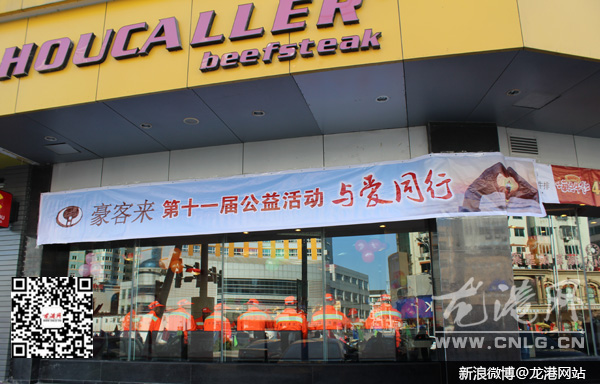 HOUCALLER
beefsteak
豪客来 第十一届公益活动 与爱同行
龙港网
WWW.CNLG.CN
新浪微博@龙港网站